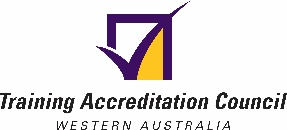 Training Accreditation Council
WESTERN AUSTRALIA